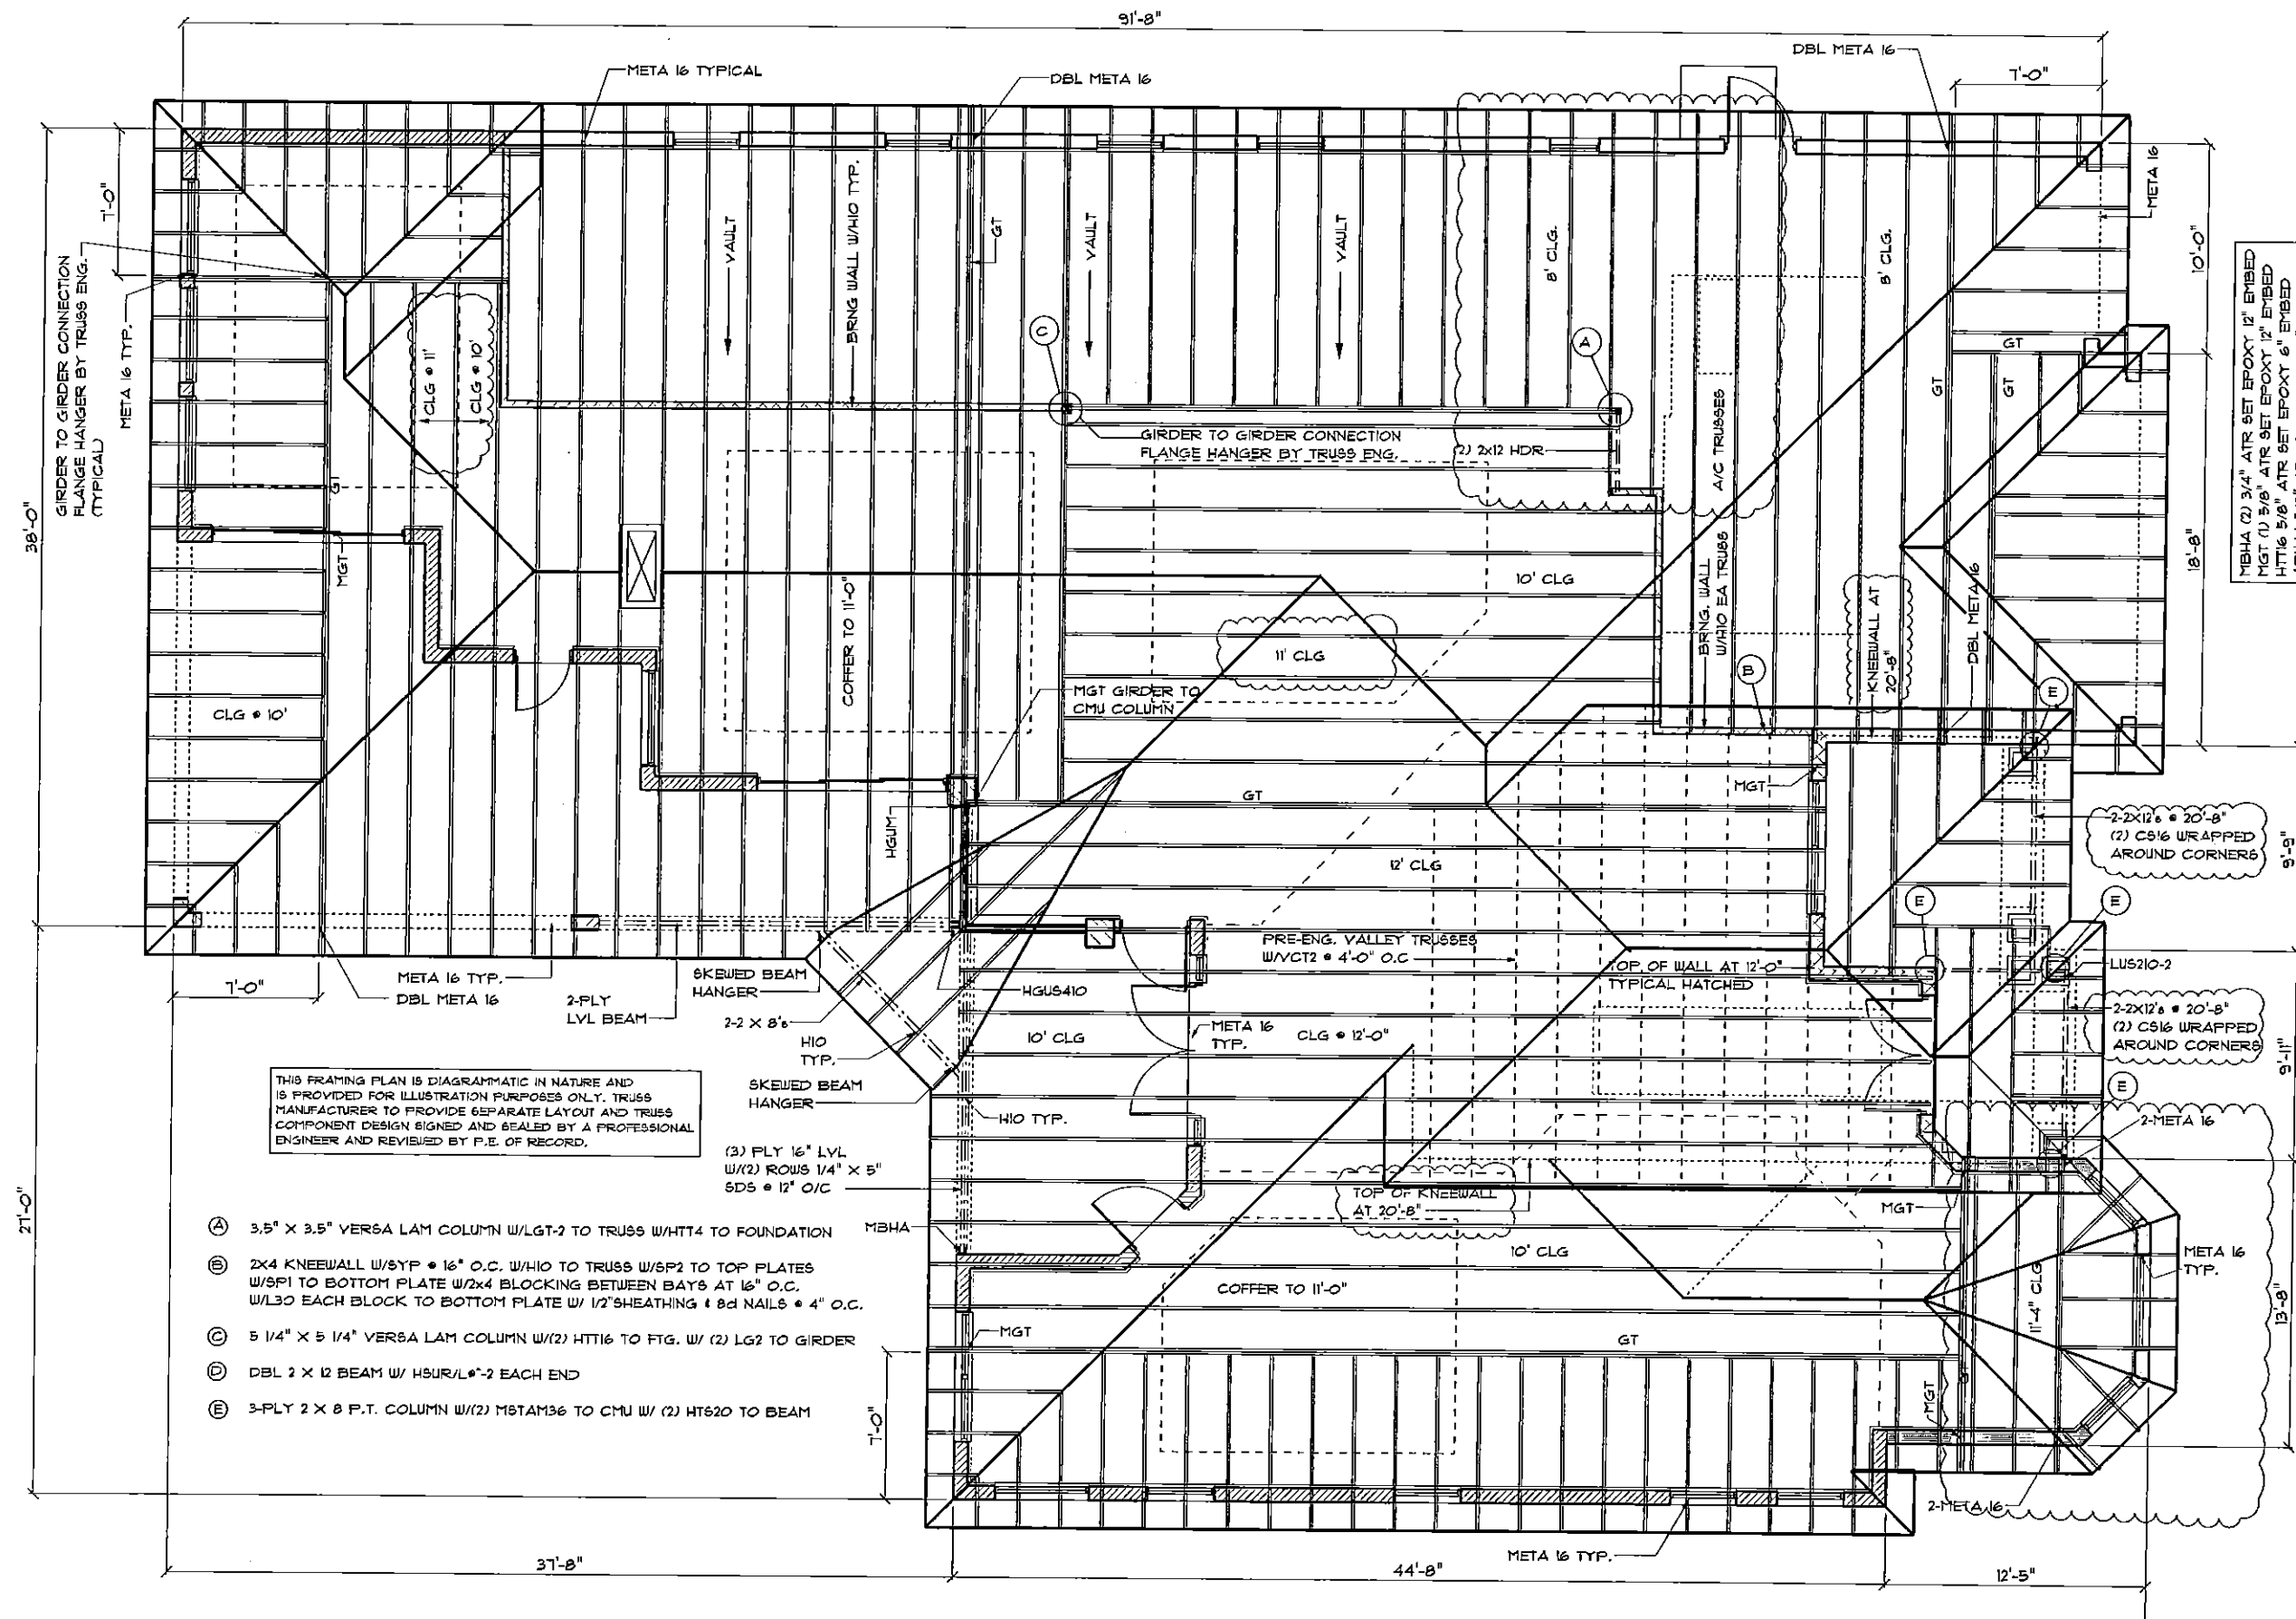 91'-8"
META 16 TYPICAL
DBL META 16
DBL META 16
7'-0"
META 16
10'-0"
7'-0"
GIRDER TO GIRDER CONNECTION
FLANGE HANGER BY TRUSS ENG.
(TYPICAL)
META 16 TYP.
38'-0"
VAULT
BRNG WALL W/H10 TYP.
GT
VAULT
VAULT
8' CLG.
8' CLG.
C
A
CLG @ 11'
CLG @ 10'
GT
MGT
GIRDER TO GIRDER CONNECTION
FLANGE HANGER BY TRUSS ENG.
(2) 2x12 HDR
A/C TRUSSES
BRNG. WALL
W/H10 EA TRUSS
GT
GT
GT
MBHA (2) 3/4" ATR SET EPOXY 12" EMBED
MGT (1) 5/8" ATR SET EPOXY 12" EMBED
HTT16 5/8" ATR SET EPOXY 6" EMBED
18'-8"
10' CLG
11' CLG
COFFER TO 11'-0"
MGT GIRDER TO
CMU COLUMN
CLG @ 10'
KNEEWALL AT
20'-8"
DBL META 16
B
E
MGT
GT
HGUM
12' CLG
2-2X12's @ 20'-8"
(2) CS16 WRAPPED
AROUND CORNERS
9'-9"
E
E
PRE-ENG. VALLEY TRUSSES
W/VCT2 @ 4'-0" O.C
TOP OF WALL AT 12'-0"
TYPICAL HATCHED
LUS210-2
META 16 TYP.
DBL META 16
7'-0"
2-PLY
LVL BEAM
SKEWED BEAM
HANGER
2-2 X 8's
H10
TYP.
SKEWED BEAM
HANGER
HGUS410
10' CLG
META 16
TYP.
CLG @ 12'-0"
2-2X12's @ 20'-8"
(2) CS16 WRAPPED
AROUND CORNERS
9'-11"
E
2-META 16
THIS FRAMING PLAN IS DIAGRAMMATIC IN NATURE AND
IS PROVIDED FOR ILLUSTRATION PURPOSES ONLY. TRUSS
MANUFACTURER TO PROVIDE SEPARATE LAYOUT AND TRUSS
COMPONENT DESIGN SIGNED AND SEALED BY A PROFESSIONAL
ENGINEER AND REVIEWED BY P.E. OF RECORD.
H10 TYP.
(3) PLY 16" LVL
W/(2) ROWS 1/4" X 5"
SDS @ 12" O/C
MBHA
TOP OF KNEEWALL
AT 20'-8"
MGT
10' CLG
COFFER TO 11'-0"
META 16
TYP.
11'-4" CLG
13'-8"
27'-0"
A 3.5" X 3.5" VERSA LAM COLUMN W/LGT-2 TO TRUSS W/HTT4 TO FOUNDATION
B 2X4 KNEEWALL W/SYP @ 16" O.C. W/H10 TO TRUSS W/SP2 TO TOP PLATES
W/SP1 TO BOTTOM PLATE W/2x4 BLOCKING BETWEEN BAYS AT 16" O.C.
W/L30 EACH BLOCK TO BOTTOM PLATE W/ 1/2"SHEATHING & 8d NAILS @ 4" O.C.
C 5 1/4" X 5 1/4" VERSA LAM COLUMN W/(2) HTT16 TO FTG. W/ (2) LG2 TO GIRDER
D DBL 2 X 12 BEAM W/ HSUR/L*-2 EACH END
E 3-PLY 2 X 8 P.T. COLUMN W/(2) MSTAM36 TO CMU W/ (2) HTS20 TO BEAM
MGT
GT
MGT
7'-0"
2-META 16
META 16 TYP.
37'-8"
44'-8"
12'-5"